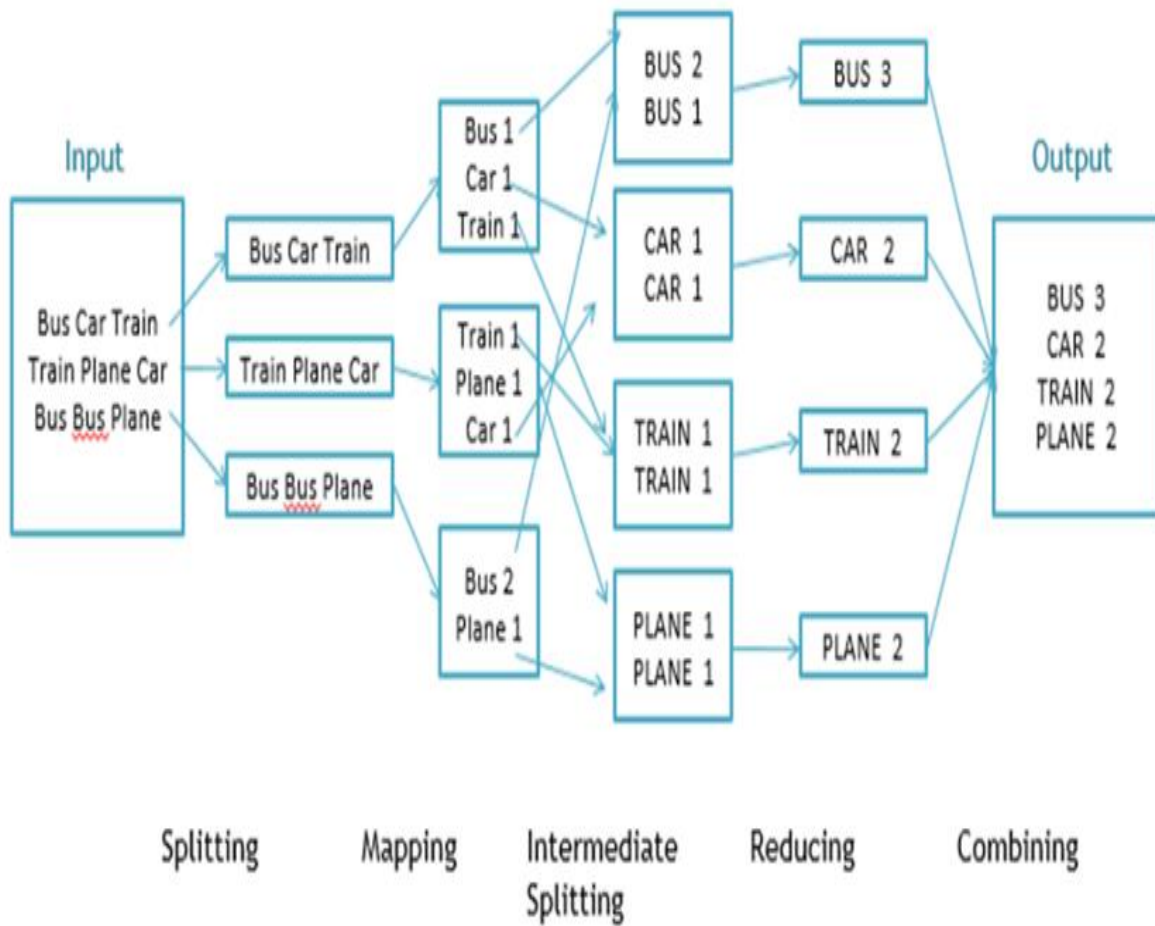 Input
Bus Car Train
Train Plane Car
Bus Bus Plane
Bus Car Train
Train Plane Car
Bus Bus Plane
Bus 1
Car 1
Train 1
Train 1
Plane 1
Car 1
Bus 2
Plane 1
BUS 2
BUS 1
CAR 1
CAR 1
TRAIN 1
TRAIN 1
PLANE 1
PLANE 1
BUS 3
CAR 2
TRAIN 2
PLANE 2
Output
BUS 3
CAR 2
TRAIN 2
PLANE 2
Splitting
Mapping
Intermediate
Splitting
Reducing
Combining